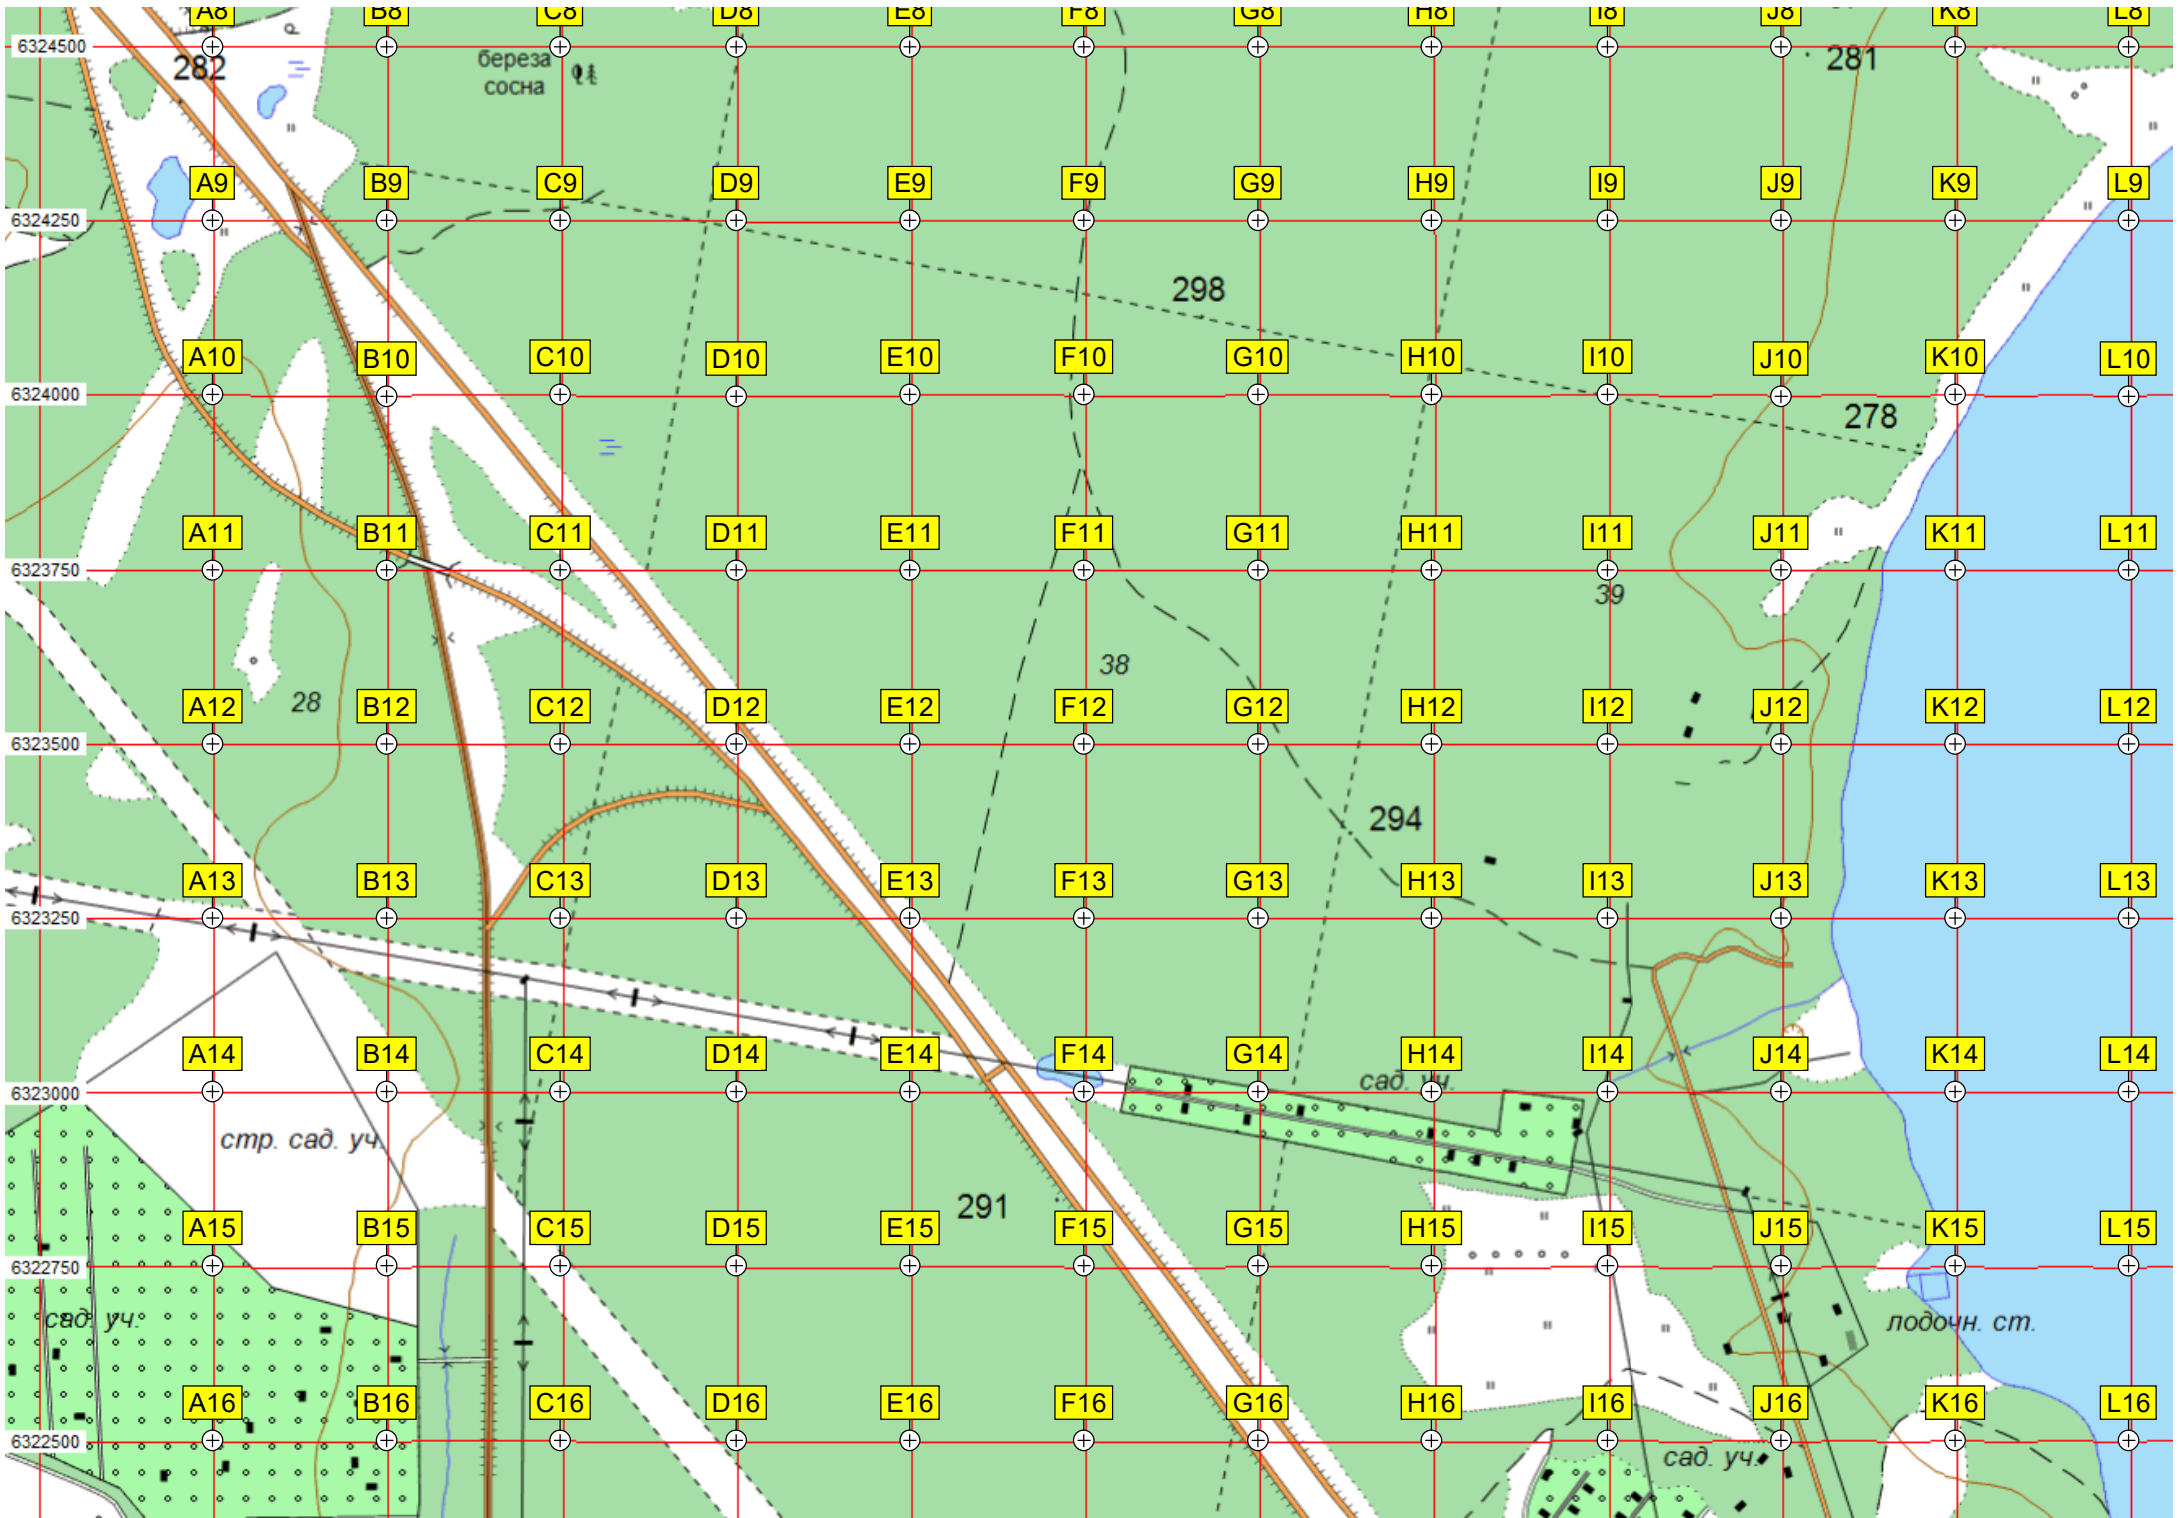 A8 B8 C8 D8 E8 F8 G8 H8 I8 J8 K8 L8
6324500
282
береза
сосна
281
A9 B9 C9 D9 E9 F9 G9 H9 I9 J9 K9 L9
6324250
298
A10 B10 C10 D10 E10 F10 G10 H10 I10 J10 K10 L10
6324000
278
A11 B11 C11 D11 E11 F11 G11 H11 I11 J11 K11 L11
6323750
39
38
28
A12 B12 C12 D12 E12 F12 G12 H12 I12 J12 K12 L12
6323500
294
A13 B13 C13 D13 E13 F13 G13 H13 I13 J13 K13 L13
6323250
A14 B14 C14 D14 E14 F14 G14 H14 I14 J14 K14 L14
сад. уч.
6323000
стр. сад. уч.
291
A15 B15 C15 D15 E15 F15 G15 H15 I15 J15 K15 L15
6322750
сад. уч.
лодочн. ст.
A16 B16 C16 D16 E16 F16 G16 H16 I16 J16 K16 L16
6322500
сад. уч.